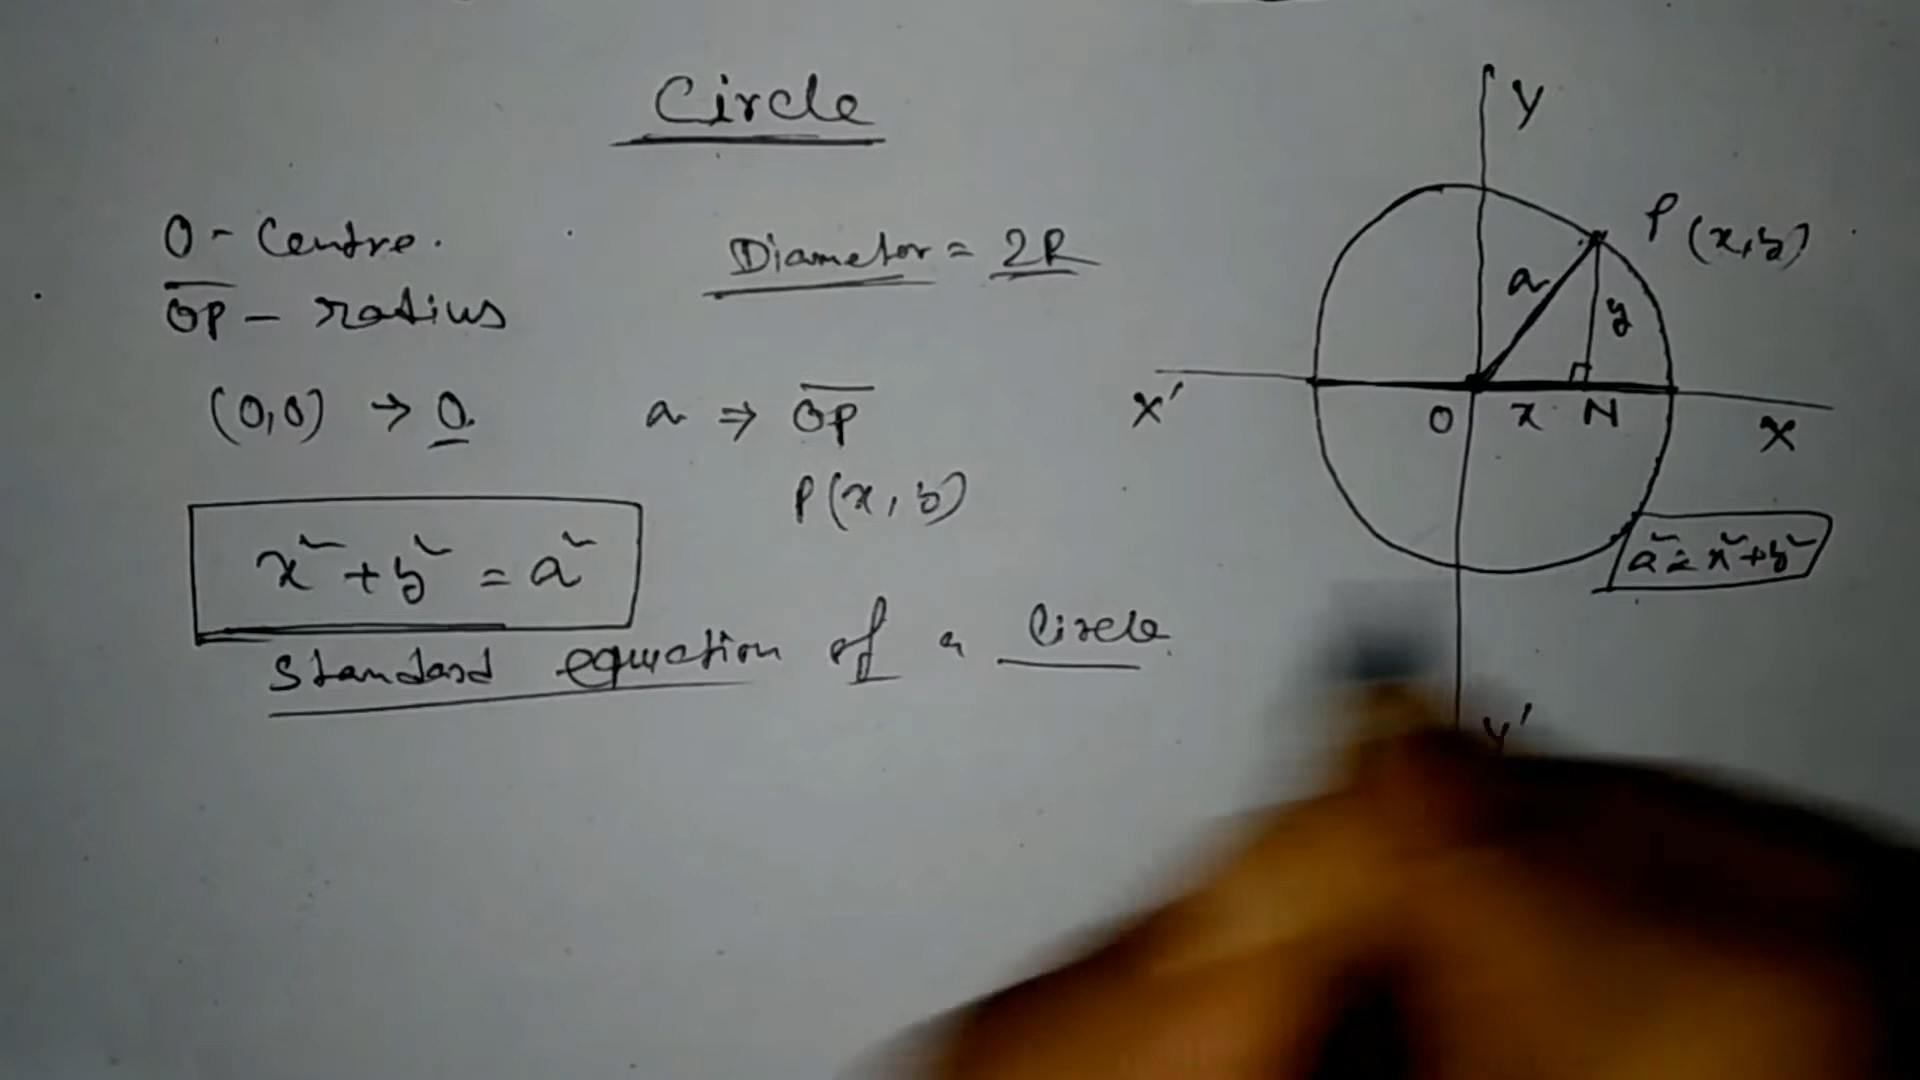 Circle
O - Centre.
Diameter = 2R
OP - radius
(0,0) → O
a ⇒ OP
P(x, y)
x² + y² = a²
Standard equation of a Circle
Y
P (x, y)
a
y
X'
O
x
N
X
a² = x² + y²
Y'